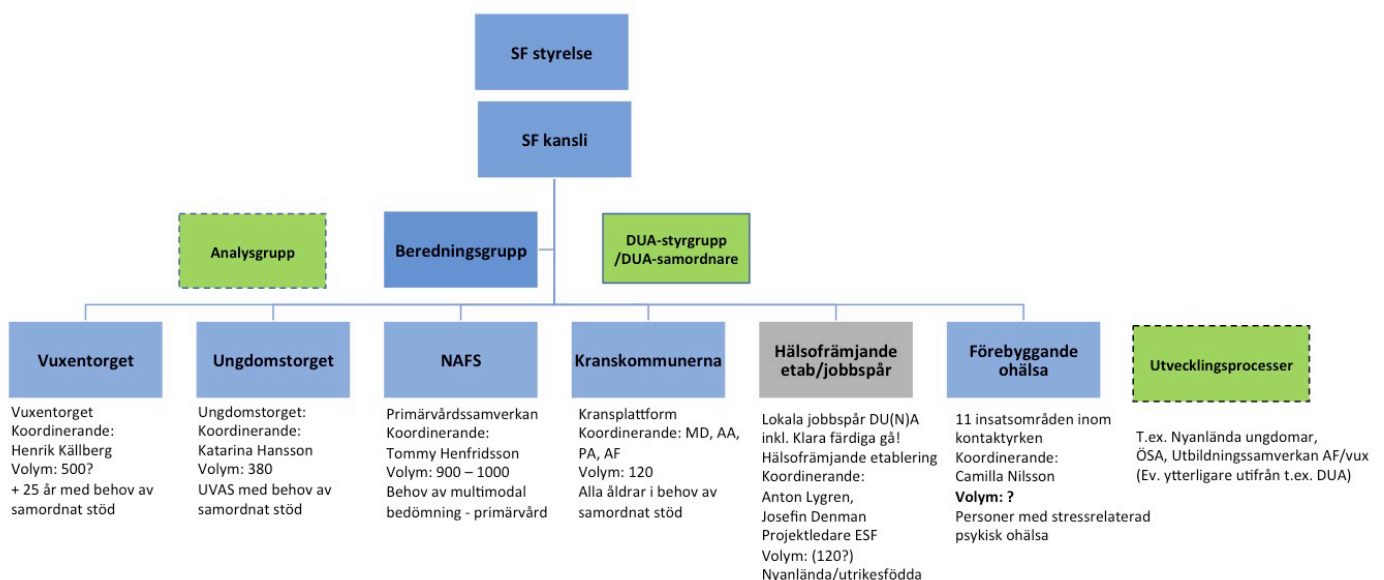 SF styrelse
SF kansli
Analysgrupp
Beredningsgrupp
DUA-styrgrupp
/DUA-samordnare
Vuxentorget
Ungdomstorget
NAFS
Kranskommunerna
Hälsofrämjande
etab/jobbspår
Förebyggande
ohälsa
Utvecklingsprocesser
Vuxentorget
Koordinerande:
Henrik Källberg
Volym: 500?
+ 25 år med behov av
samordnat stöd
Ungdomstorget:
Koordinerande:
Katarina Hansson
Volym: 380
UVAS med behov av
samordnat stöd
Primärvårdssamverkan
Koordinerande:
Tommy Henfridsson
Volym: 900 – 1000
Behov av multimodal
bedömning - primärvård
Kransplattform
Koordinerande: MD, AA,
PA, AF
Volym: 120
Alla åldrar i behov av
samordnat stöd
Lokala jobbspår DU(N)A
inkl. Klara färdiga gå!
Hälsofrämjande etablering
Koordinerande:
Anton Lygren,
Josefin Denman
Projektledare ESF
Volym: (120?)
Nyanlända/utrikesfödda
11 insatsområden inom
kontaktyrken
Koordinerande:
Camilla Nilsson
Volym: ?
Personer med stressrelaterad
psykisk ohälsa
T.ex. Nyanlända ungdomar,
ÖSA, Utbildningssamverkan AF/vux
(Ev. ytterligare utifrån t.ex. DUA)